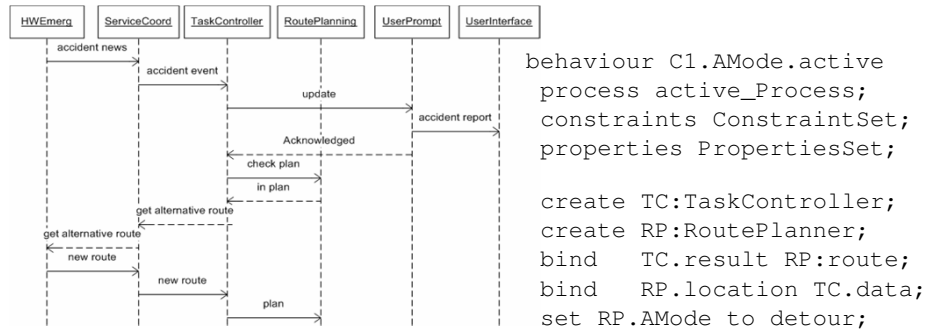 HWEmerg
ServiceCoord
TaskController
RoutePlanning
UserPrompt
UserInterface
accident news
accident event
update
accident report
Acknowledged
check plan
in plan
get alternative route
get alternative route
new route
new route
plan
behaviour C1.AMode.active
process active_Process;
constraints ConstraintSet;
properties PropertiesSet;
create TC:TaskController;
create RP:RoutePlanner;
bind TC.result RP:route;
bind RP.location TC.data;
set RP.AMode to detour;